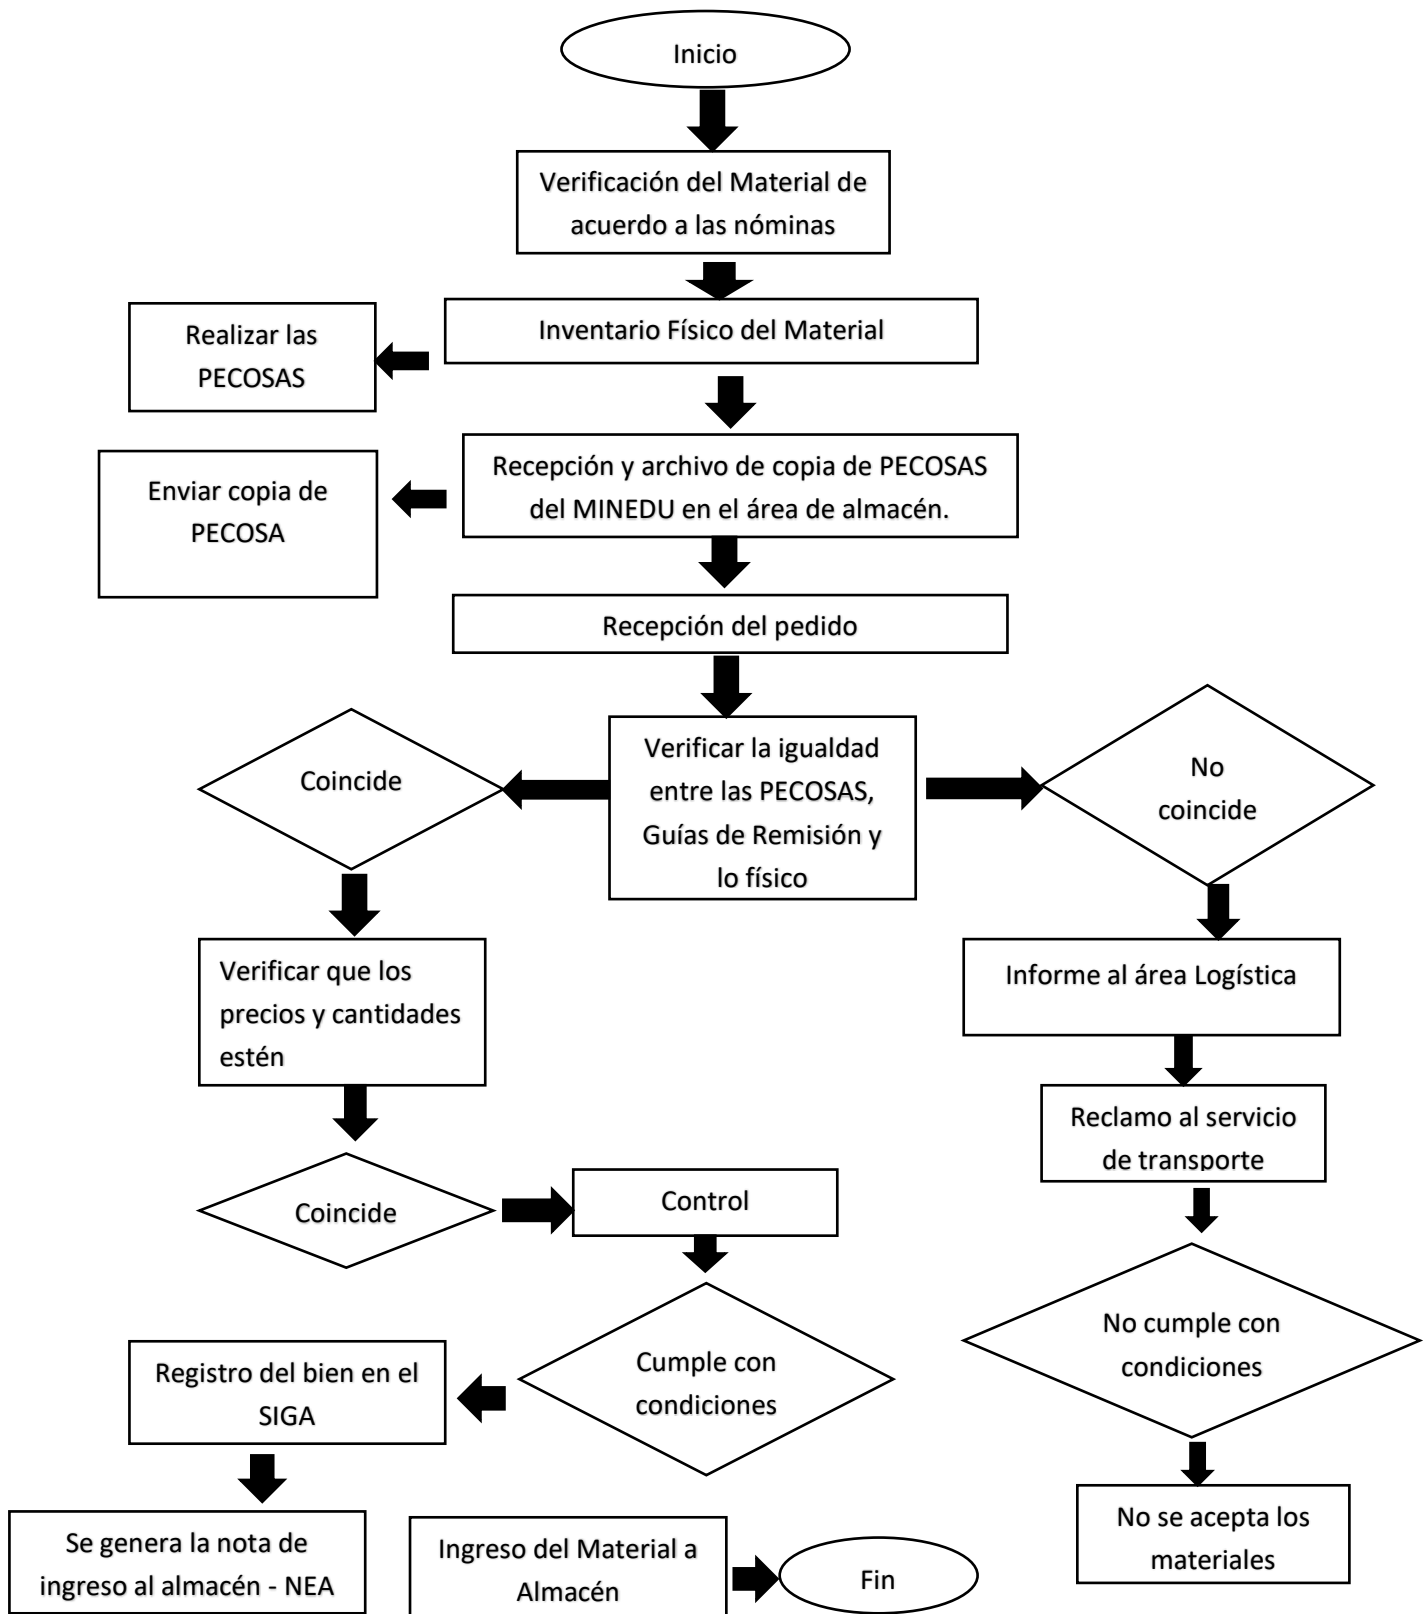 Inicio
Verificación del Material de
acuerdo a las nóminas
Inventario Físico del Material
Realizar las
PECOSAS
Recepción y archivo de copia de PECOSAS
del MINEDU en el área de almacén.
Enviar copia de
PECOSA
Recepción del pedido
Coincide
Verificar la igualdad
entre las PECOSAS,
Guías de Remisión y
lo físico
No
coincide
Verificar que los
precios y cantidades
estén
Informe al área Logística
Reclamo al servicio
de transporte
Coincide
Control
No cumple con
condiciones
Cumple con
condiciones
Registro del bien en el
SIGA
Se genera la nota de
ingreso al almacén - NEA
Ingreso del Material a
Almacén
Fin
No se acepta los
materiales